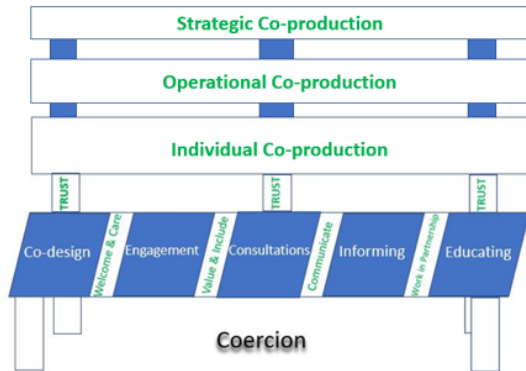 Strategic Co-production
Operational Co-production
Individual Co-production
TRUST
TRUST
TRUST
Co-design
Welcome & Care
Engagement
Value & Include
Consultations
Communicate
Informing
Work in Partnership
Educating
Coercion